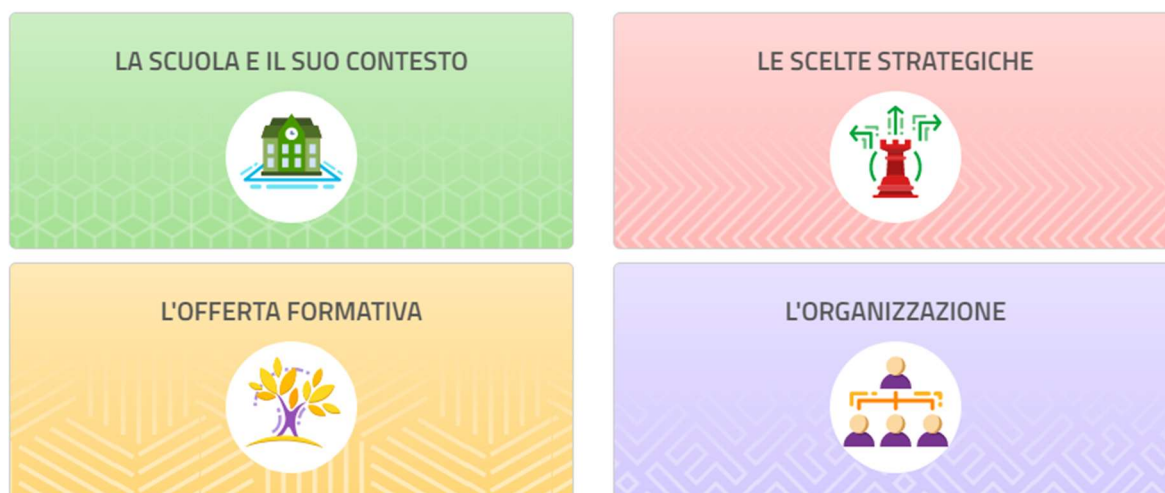 LA SCUOLA E IL SUO CONTESTO
LE SCELTE STRATEGICHE
L'OFFERTA FORMATIVA
L'ORGANIZZAZIONE